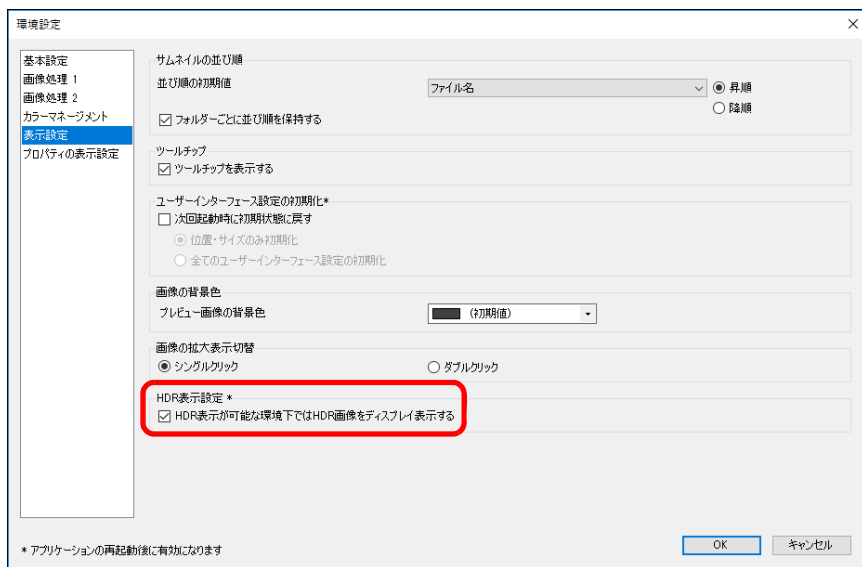 環境設定
基本設定
画像処理 1
画像処理 2
カラーマネージメント
表示設定
プロパティの表示設定
サムネイルの並び順
並び順の初期値
ファイル名
昇順
降順
フォルダーごとに並び順を保持する
ツールチップ
ツールチップを表示する
ユーザーインターフェース設定の初期化*
次回起動時に初期状態に戻す
位置・サイズのみ初期化
全てのユーザーインターフェース設定の初期化
画像の背景色
プレビュー画像の背景色
(初期値)
画像の拡大表示切替
シングルクリック
ダブルクリック
HDR表示設定 *
HDR表示が可能な環境下ではHDR画像をディスプレイ表示する
* アプリケーションの再起動後に有効になります
OK
キャンセル